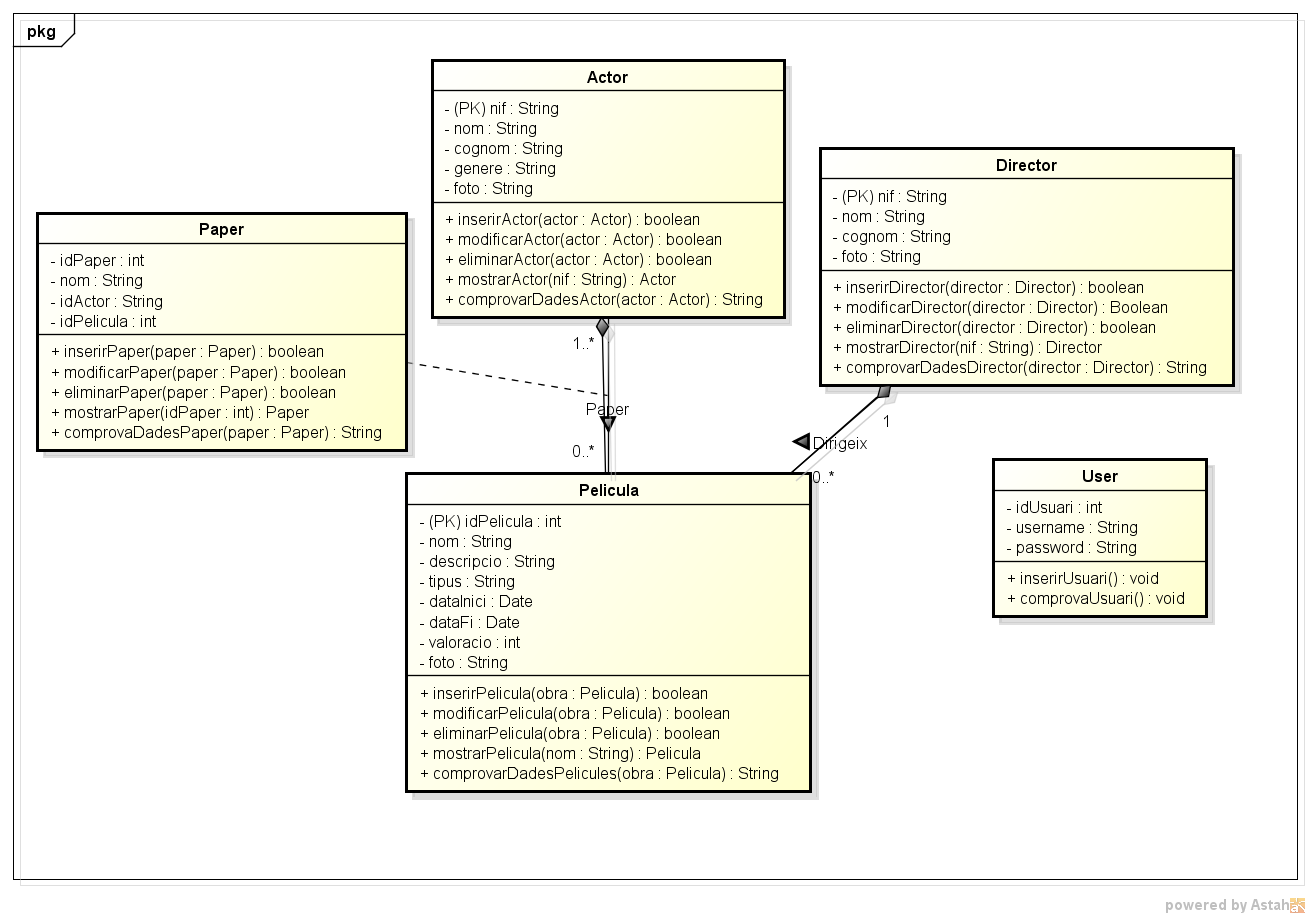 pkg
Actor
- (PK) nif : String
- nom : String
- cognom : String
- genere : String
- foto : String
+ inserirActor(actor : Actor) : boolean
+ modificarActor(actor : Actor) : boolean
+ eliminarActor(actor : Actor) : boolean
+ mostrarActor(nif : String) : Actor
+ comprovarDadesActor(actor : Actor) : String
Director
- (PK) nif : String
- nom : String
- cognom : String
- foto : String
+ inserirDirector(director : Director) : boolean
+ modificarDirector(director : Director) : Boolean
+ eliminarDirector(director : Director) : boolean
+ mostrarDirector(nif : String) : Director
+ comprovarDadesDirector(director : Director) : String
Paper
- idPaper : int
- nom : String
- idActor : String
- idPelicula : int
+ inserirPaper(paper : Paper) : boolean
+ modificarPaper(paper : Paper) : boolean
+ eliminarPaper(paper : Paper) : boolean
+ mostrarPaper(idPaper : int) : Paper
+ comprovaDadesPaper(paper : Paper) : String
1..*
Paper
0..*
1
Dirigeix
0..*
Pelicula
- (PK) idPelicula : int
- nom : String
- descripcio : String
- tipus : String
- dataInici : Date
- dataFi : Date
- valoracio : int
- foto : String
+ inserirPelicula(obra : Pelicula) : boolean
+ modificarPelicula(obra : Pelicula) : boolean
+ eliminarPelicula(obra : Pelicula) : boolean
+ mostrarPelicula(nom : String) : Pelicula
+ comprovarDadesPelicules(obra : Pelicula) : String
User
- idUsuari : int
- username : String
- password : String
+ inserirUsuari() : void
+ comprovaUsuari() : void
powered by Astah